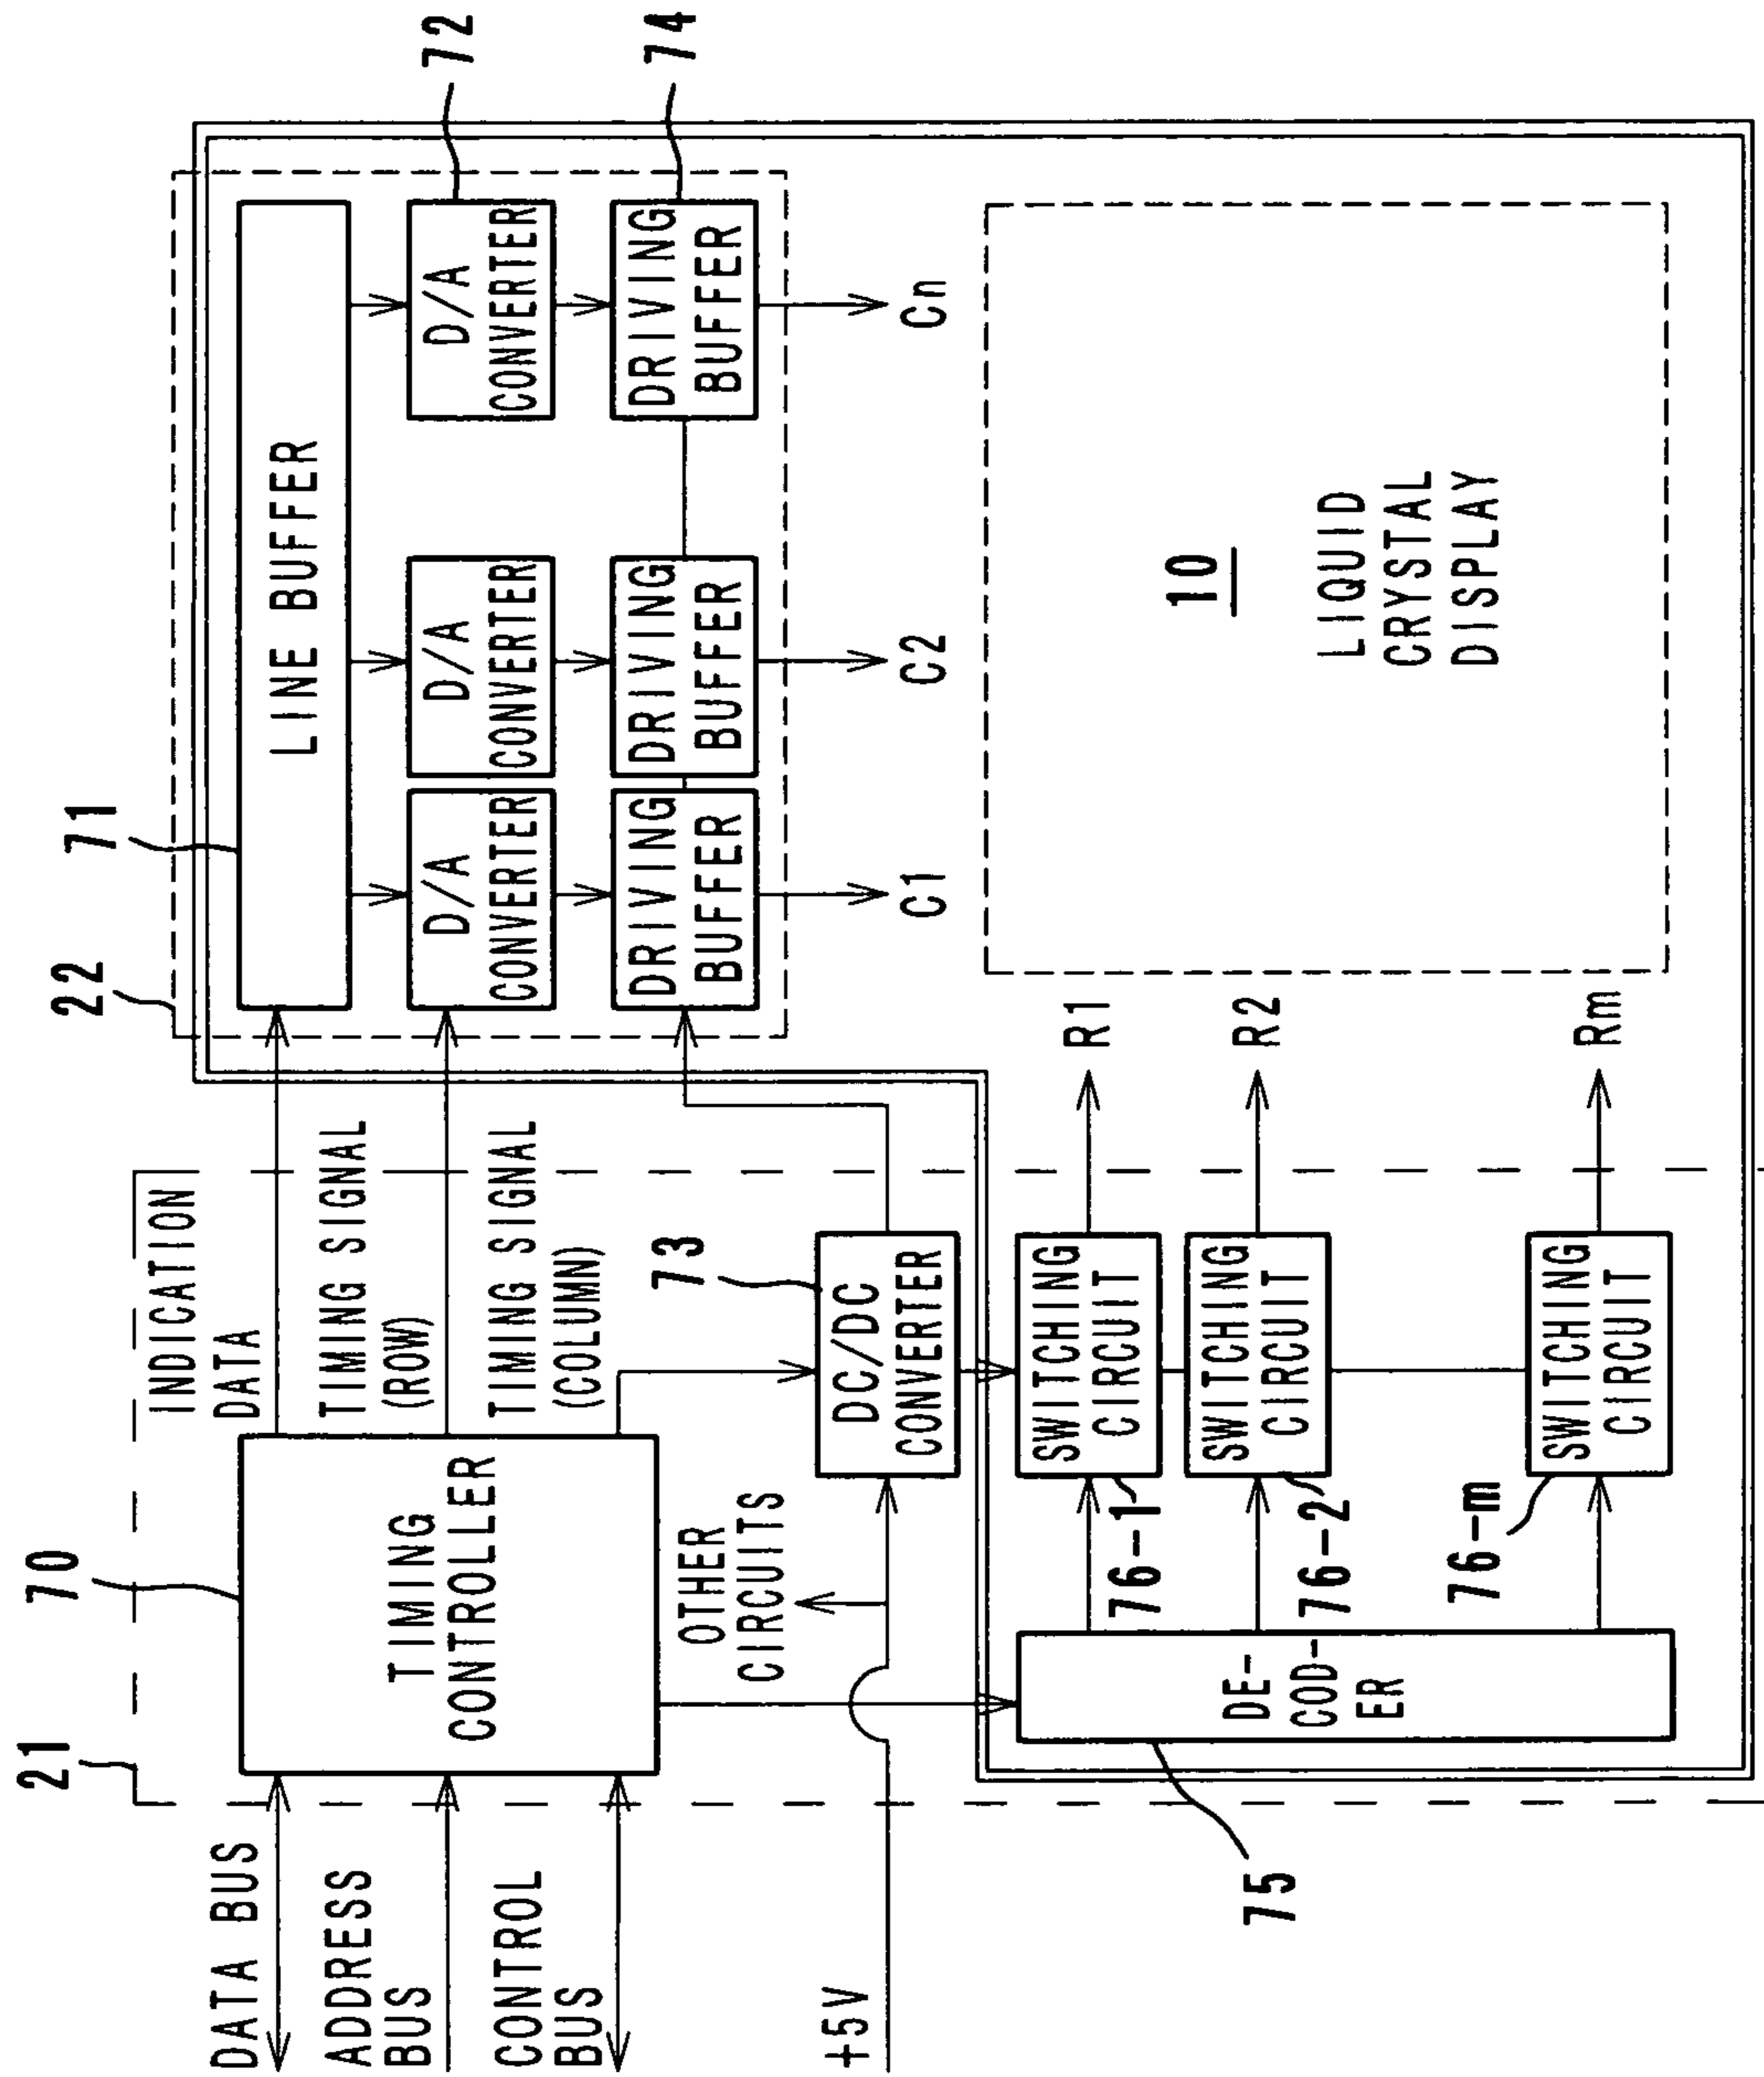 21
70
22
71
72
74
DATA BUS
ADDRESS
BUS
CONTROL
BUS
+5V
TIMING
CONTROLLER
INDICATION
DATA
TIMING SIGNAL
(ROW)
TIMING SIGNAL
(COLUMN)
OTHER
CIRCUITS
73
DC/DC
CONVERTER
LINE BUFFER
D/A
CONVERTER
D/A
CONVERTER
D/A
CONVERTER
DRIVING
BUFFER
DRIVING
BUFFER
DRIVING
BUFFER
C1
C2
Cn
75
DE-
COD-
ER
76-1
76-2
76-m
SWITCHING
CIRCUIT
SWITCHING
CIRCUIT
SWITCHING
CIRCUIT
R1
R2
Rm
10
LIQUID
CRYSTAL
DISPLAY